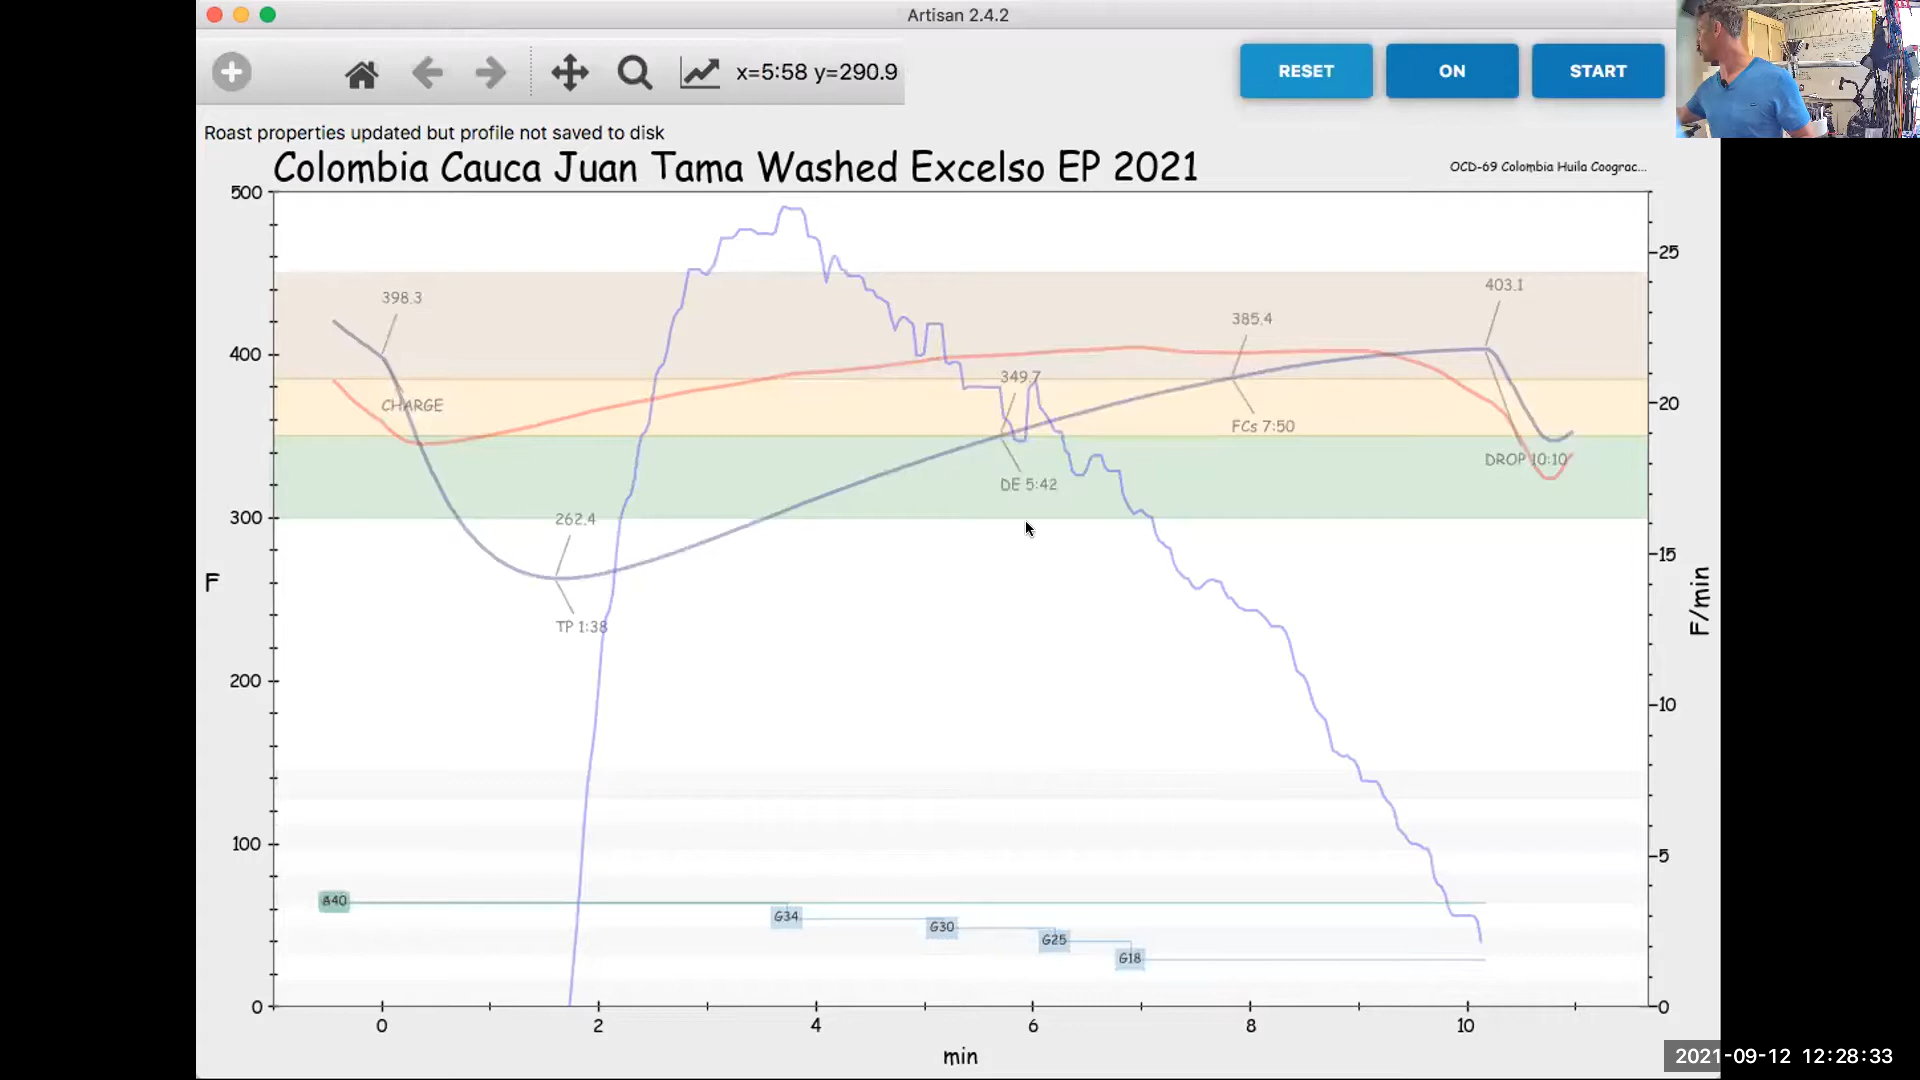 Artisan 2.4.2
x=5:58 y=290.9
RESET
ON
START
Roast properties updated but profile not saved to disk
Colombia Cauca Juan Tama Washed Excelso EP 2021
OCD-69 Colombia Huila Coograc...
500
400
300
200
100
0
F
25
20
15
10
5
0
F/min
398.3
CHARGE
262.4
TP 1:38
349.7
DE 5:42
385.4
FCs 7:50
403.1
DROP 10:10
A40
G34
G30
G25
G18
0
2
4
6
8
10
min
2021-09-12 12:28:33